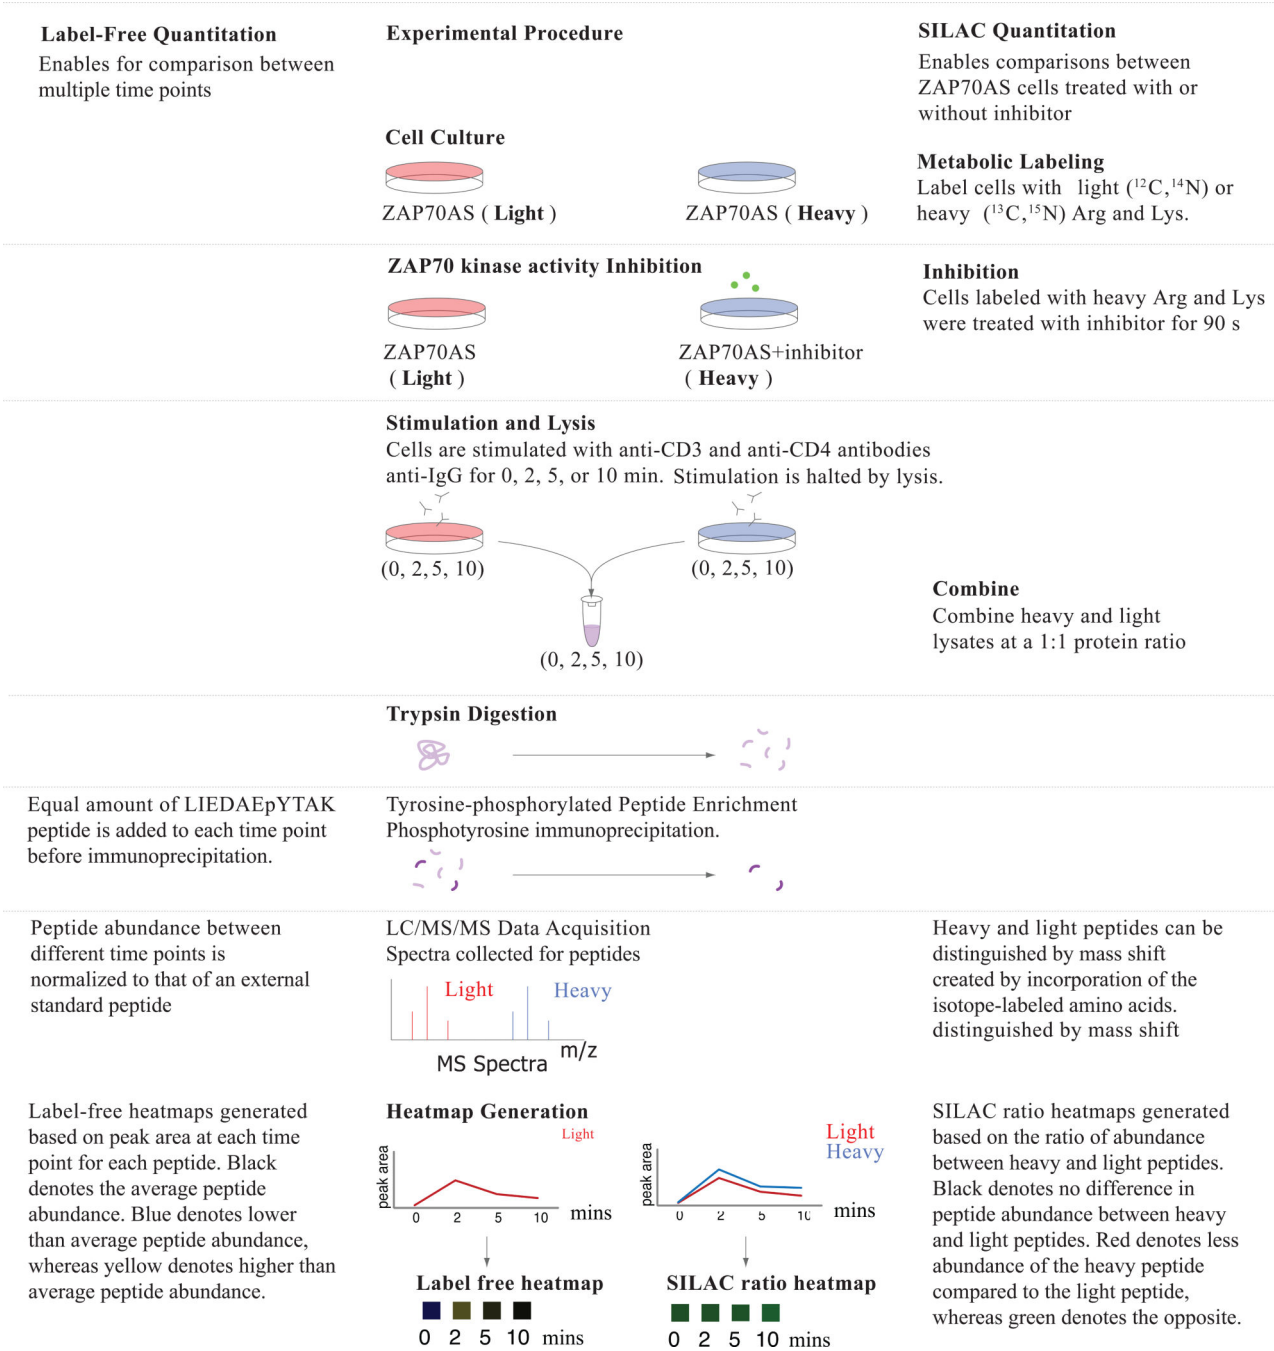 Label-Free Quantitation
Enables for comparison between
multiple time points
Experimental Procedure
SILAC Quantitation
Enables comparisons between
ZAP70AS cells treated with or
without inhibitor
Cell Culture
ZAP70AS ( Light )
ZAP70AS ( Heavy )
Metabolic Labeling
Label cells with light (¹²C,¹⁴N) or
heavy (¹³C,¹⁵N) Arg and Lys.
ZAP70 kinase activity Inhibition
ZAP70AS
( Light )
ZAP70AS+inhibitor
( Heavy )
Inhibition
Cells labeled with heavy Arg and Lys
were treated with inhibitor for 90 s
Stimulation and Lysis
Cells are stimulated with anti-CD3 and anti-CD4 antibodies
anti-IgG for 0, 2, 5, or 10 min. Stimulation is halted by lysis.
(0, 2,5, 10)
(0, 2,5, 10)
(0, 2,5, 10)
Combine
Combine heavy and light
lysates at a 1:1 protein ratio
Trypsin Digestion
Equal amount of LIEDAEpYTAK
peptide is added to each time point
before immunoprecipitation.
Tyrosine-phosphorylated Peptide Enrichment
Phosphotyrosine immunoprecipitation.
Peptide abundance between
different time points is
normalized to that of an external
standard peptide
LC/MS/MS Data Acquisition
Spectra collected for peptides
Light
Heavy
m/z
MS Spectra
Heavy and light peptides can be
distinguished by mass shift
created by incorporation of the
isotope-labeled amino acids.
distinguished by mass shift
Label-free heatmaps generated
based on peak area at each time
point for each peptide. Black
denotes the average peptide
abundance. Blue denotes lower
than average peptide abundance,
whereas yellow denotes higher than
average peptide abundance.
Heatmap Generation
Light
peak area
0 2 5 10 mins
Label free heatmap
0 2 5 10 mins
Light
Heavy
peak area
0 2 5 10 mins
SILAC ratio heatmap
0 2 5 10 mins
SILAC ratio heatmaps generated
based on the ratio of abundance
between heavy and light peptides.
Black denotes no difference in
peptide abundance between heavy
and light peptides. Red denotes less
abundance of the heavy peptide
compared to the light peptide,
whereas green denotes the opposite.